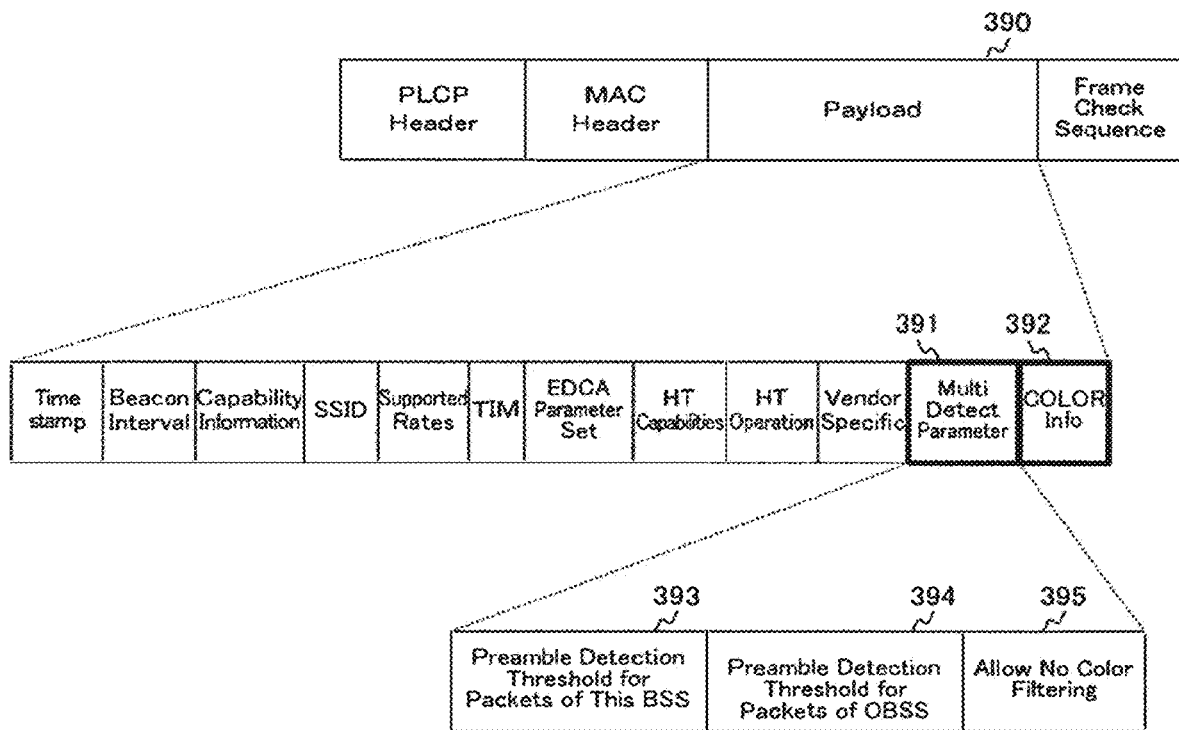 390
PLCP
Header
MAC
Header
Payload
Frame
Check
Sequence
391
392
Time
stamp
Beacon
Interval
Capability
Information
SSID
Supported
Rates
TIM
EDCA
Parameter
Set
HT
Capabilities
HT
Operation
Vendor
Specific
Multi
Detect
Parameter
COLOR
Info
393
394
395
Preamble Detection
Threshold for
Packets of This BSS
Preamble Detection
Threshold for
Packets of OBSS
Allow No Color
Filtering